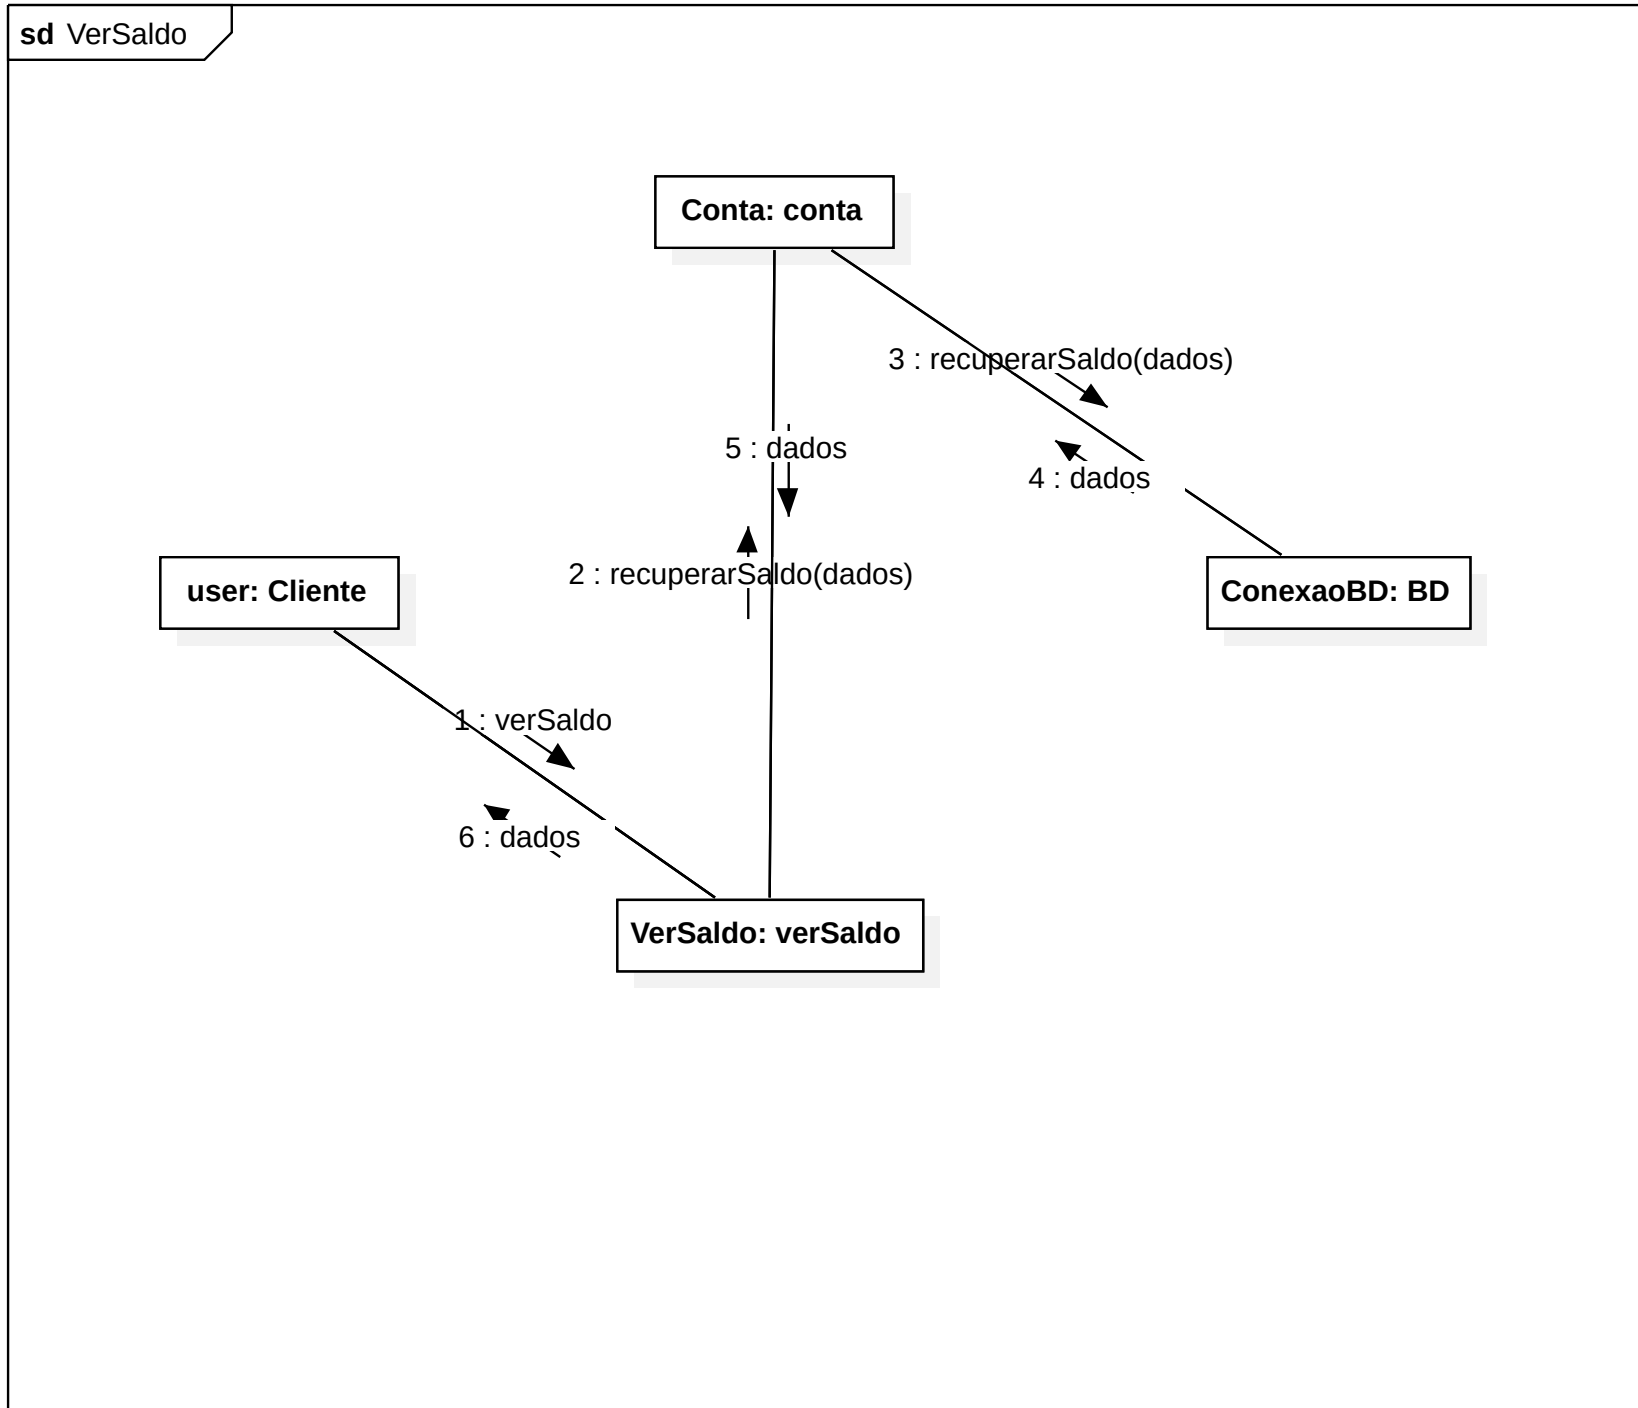 sd VerSaldo
Conta: conta
3 : recuperarSaldo(dados)
5 : dados
4 : dados
2 : recuperarSaldo(dados)
user: Cliente
ConexaoBD: BD
1 : verSaldo
6 : dados
VerSaldo: verSaldo